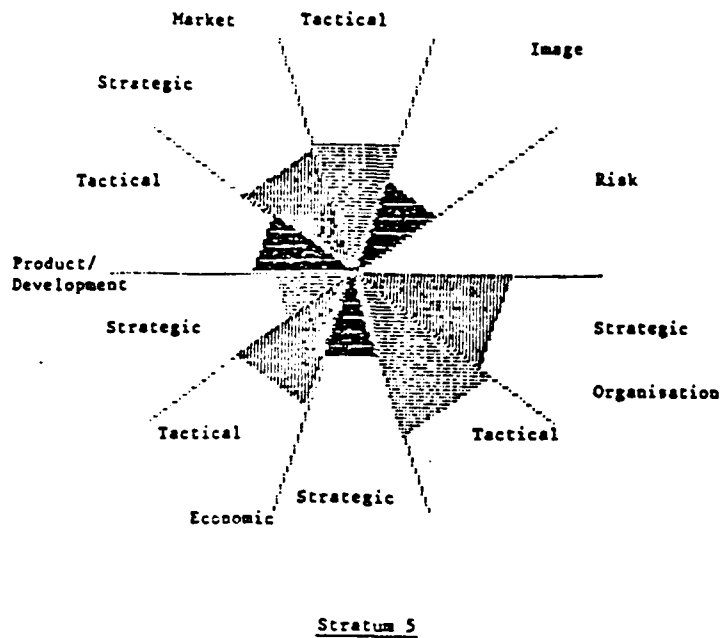 Market
Tactical
Image
Strategic
Tactical
Risk
Product/
Development
Strategic
Strategic
Organisation
Tactical
Tactical
Strategic
Economic
Stratum 5